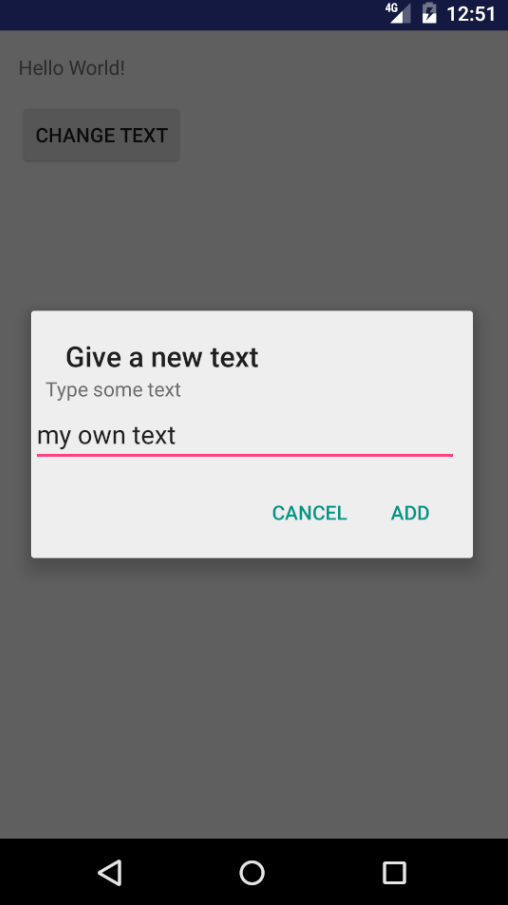 4G 12:51
Hello World!
CHANGE TEXT
Give a new text
Type some text
my own text
CANCEL ADD